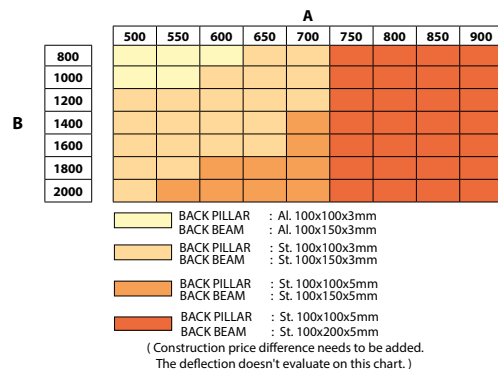 A
500 550 600 650 700 750 800 850 900
B
800
1000
1200
1400
1600
1800
2000
BACK PILLAR : Al. 100x100x3mm
BACK BEAM : Al. 100x150x3mm
BACK PILLAR : St. 100x100x3mm
BACK BEAM : St. 100x150x3mm
BACK PILLAR : St. 100x100x5mm
BACK BEAM : St. 100x150x5mm
BACK PILLAR : St. 100x100x5mm
BACK BEAM : St. 100x200x5mm
( Construction price difference needs to be added.
The deflection doesn't evaluate on this chart. )